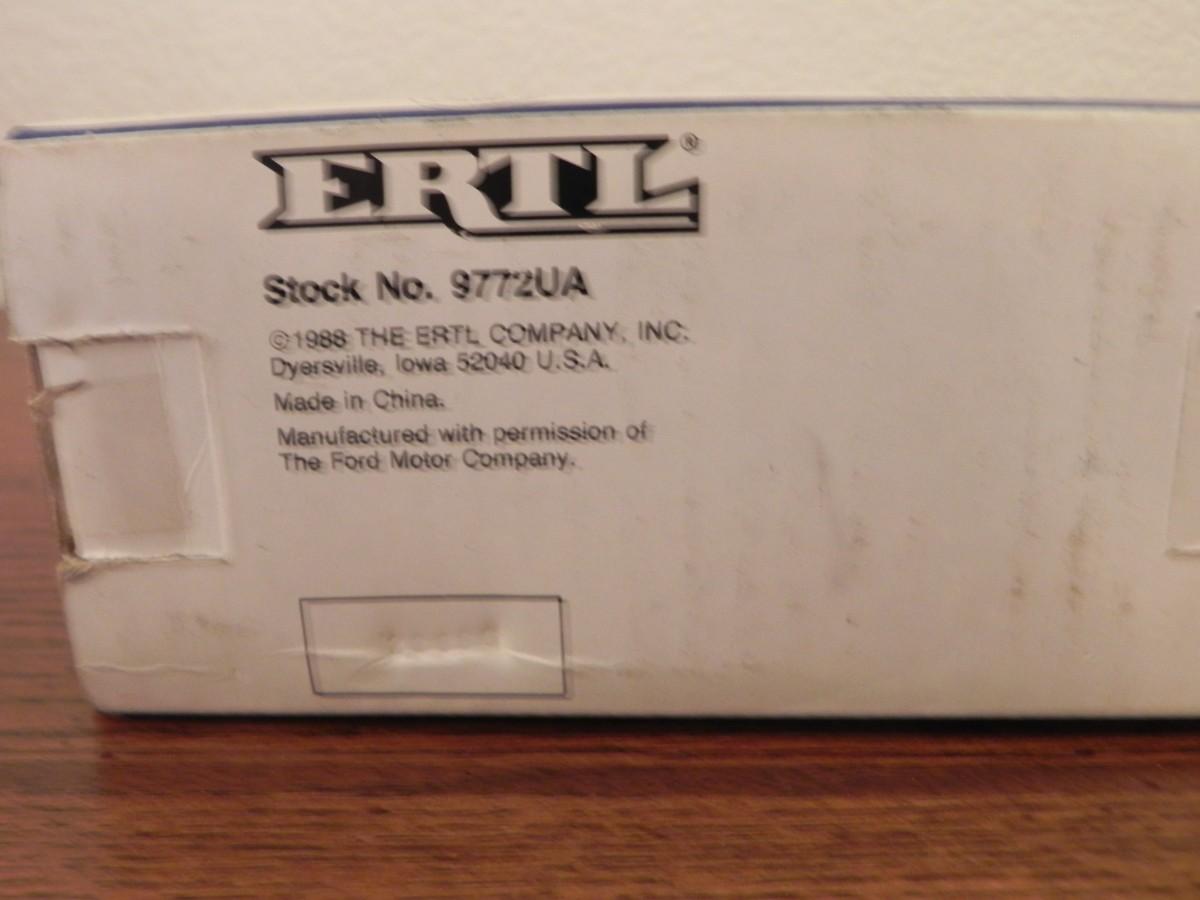 ERTL®
Stock No. 9772UA
©1988 THE ERTL COMPANY, INC.
Dyersville, Iowa 52040 U.S.A.
Made in China.
Manufactured with permission of
The Ford Motor Company.